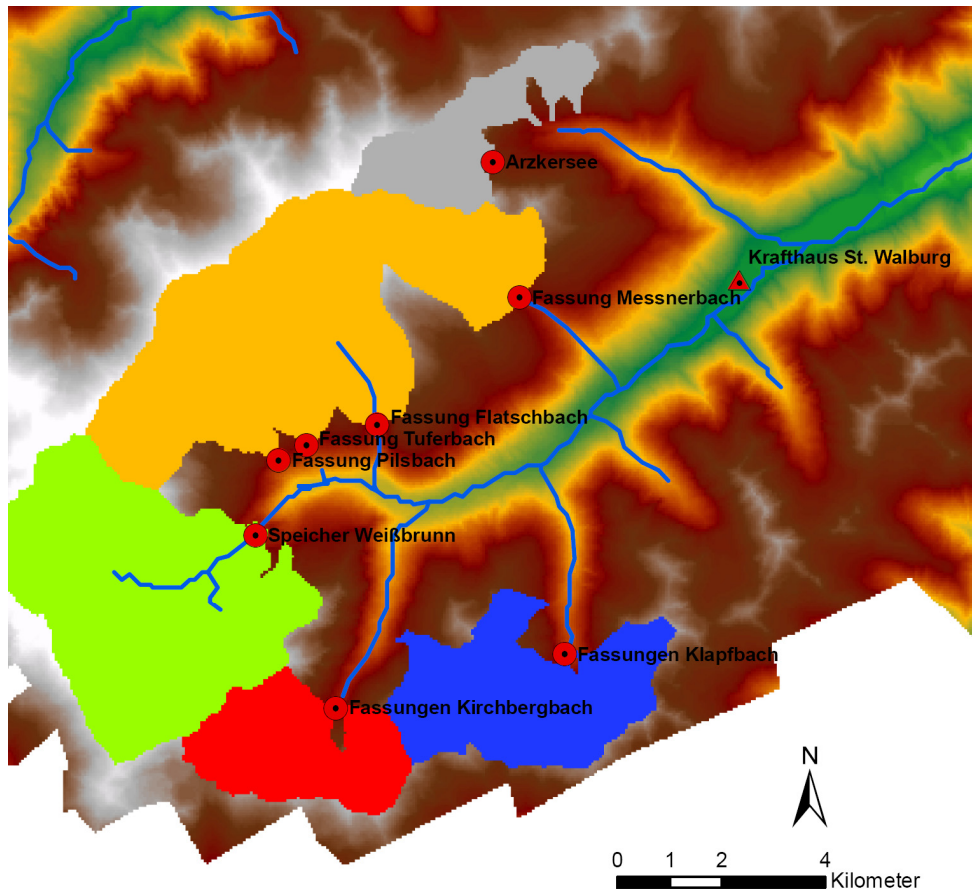 Arzkersee
Krafthaus St. Walburg
Fassung Messnerbach
Fassung Flatschbach
Fassung Tuferbach
Fassung Pilsbach
Speicher Weißbrunn
Fassungen Klapfbach
Fassungen Kirchbergbach
N
0 1 2 4
Kilometer